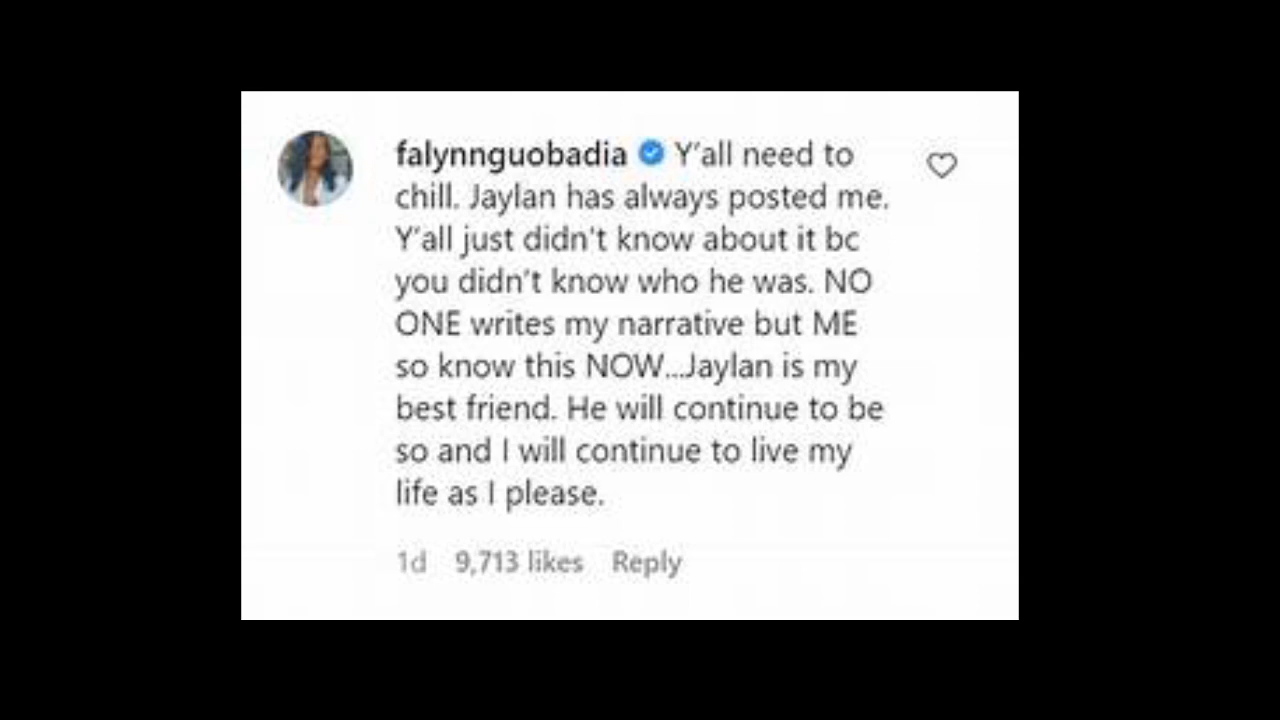 falynnguobadia Y'all need to
chill. Jaylan has always posted me.
Y'all just didn't know about it bc
you didn't know who he was. NO
ONE writes my narrative but ME
so know this NOW...Jaylan is my
best friend. He will continue to be
so and I will continue to live my
life as I please.
1d 9,713 likes Reply